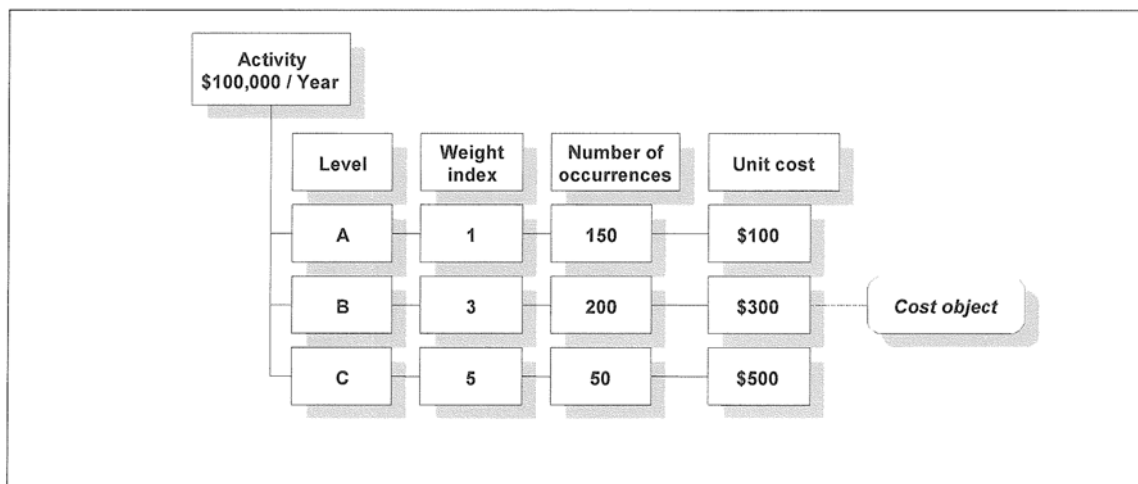 Activity
$100,000 / Year
Level
Weight
index
Number of
occurrences
Unit cost
A
1
150
$100
B
3
200
$300
Cost object
C
5
50
$500